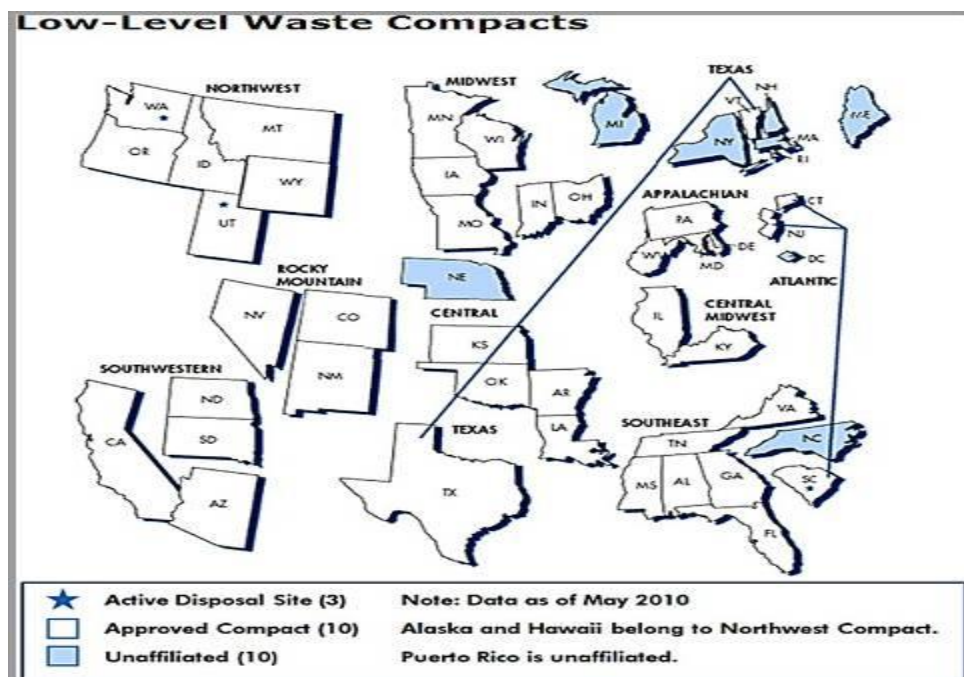 Low-Level Waste Compacts
NORTHWEST
WA
MT
OR
ID
WY
UT
MIDWEST
MN
WI
IA
MO
IN
OH
MI
TEXAS
NH
VT
NY
MA
RI
ME
APPALACHIAN
PA
WV
DE
MD
CT
NJ
DC
ATLANTIC
ROCKY
MOUNTAIN
NV
CO
NM
NE
CENTRAL
KS
OK
AR
LA
CENTRAL
MIDWEST
IL
KY
SOUTHWESTERN
CA
ND
SD
AZ
TEXAS
TX
SOUTHEAST
VA
TN
NC
SC
MS
AL
GA
FL
Active Disposal Site (3)
Note: Data as of May 2010
Approved Compact (10)
Alaska and Hawaii belong to Northwest Compact.
Unaffiliated (10)
Puerto Rico is unaffiliated.